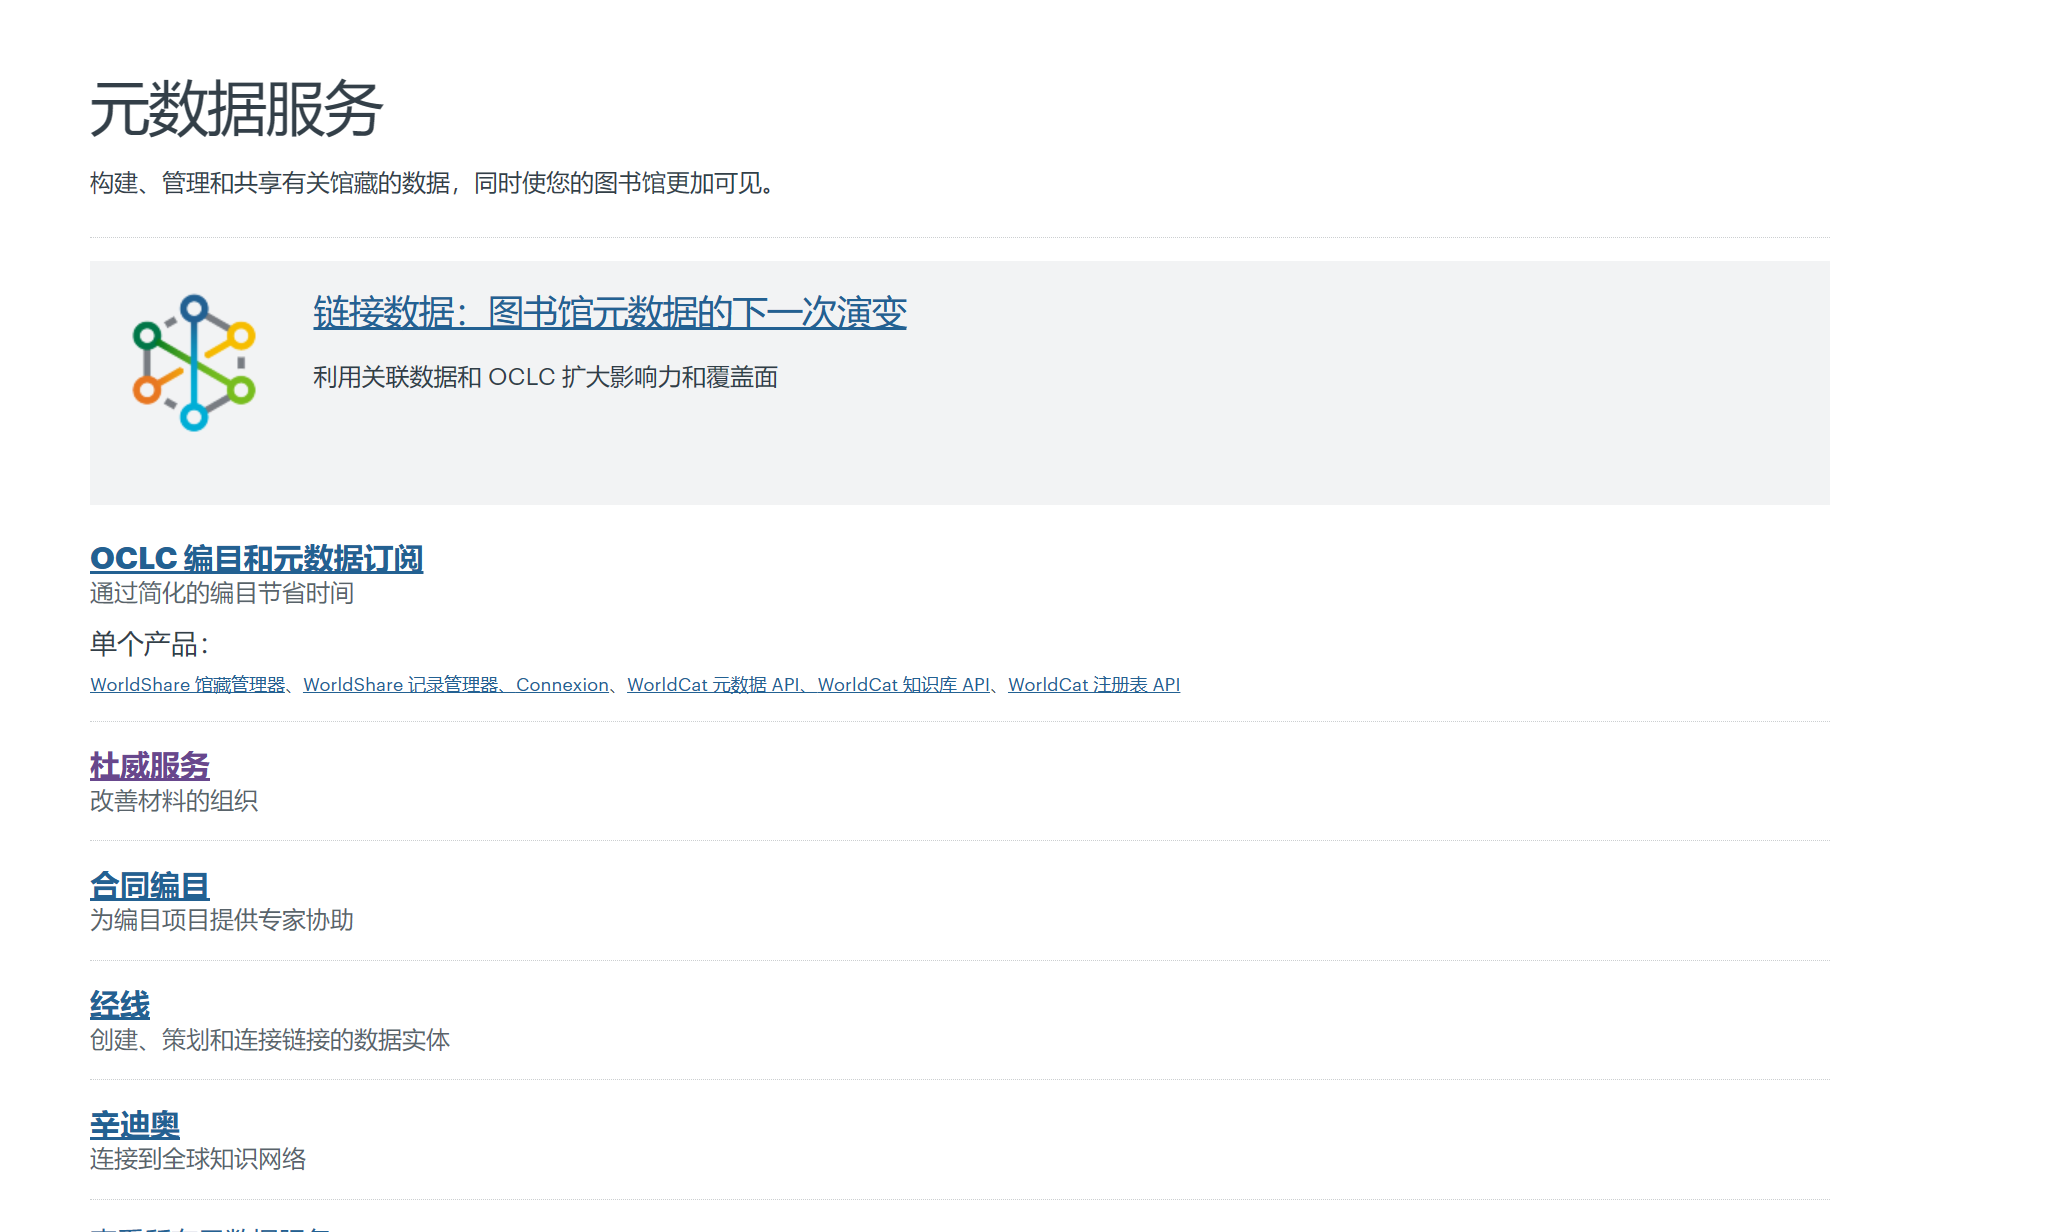 元数据服务
构建、管理和共享有关馆藏的数据，同时使您的图书馆更加可见。
链接数据：图书馆元数据的下一次演变
利用关联数据和 OCLC 扩大影响力和覆盖面
OCLC 编目和元数据订阅
通过简化的编目节省时间
单个产品：
WorldShare 馆藏管理器、WorldShare 记录管理器、Connexion、WorldCat 元数据 API、WorldCat 知识库 API、WorldCat 注册表 API
杜威服务
改善材料的组织
合同编目
为编目项目提供专家协助
经线
创建、策划和连接链接的数据实体
辛迪奥
连接到全球知识网络